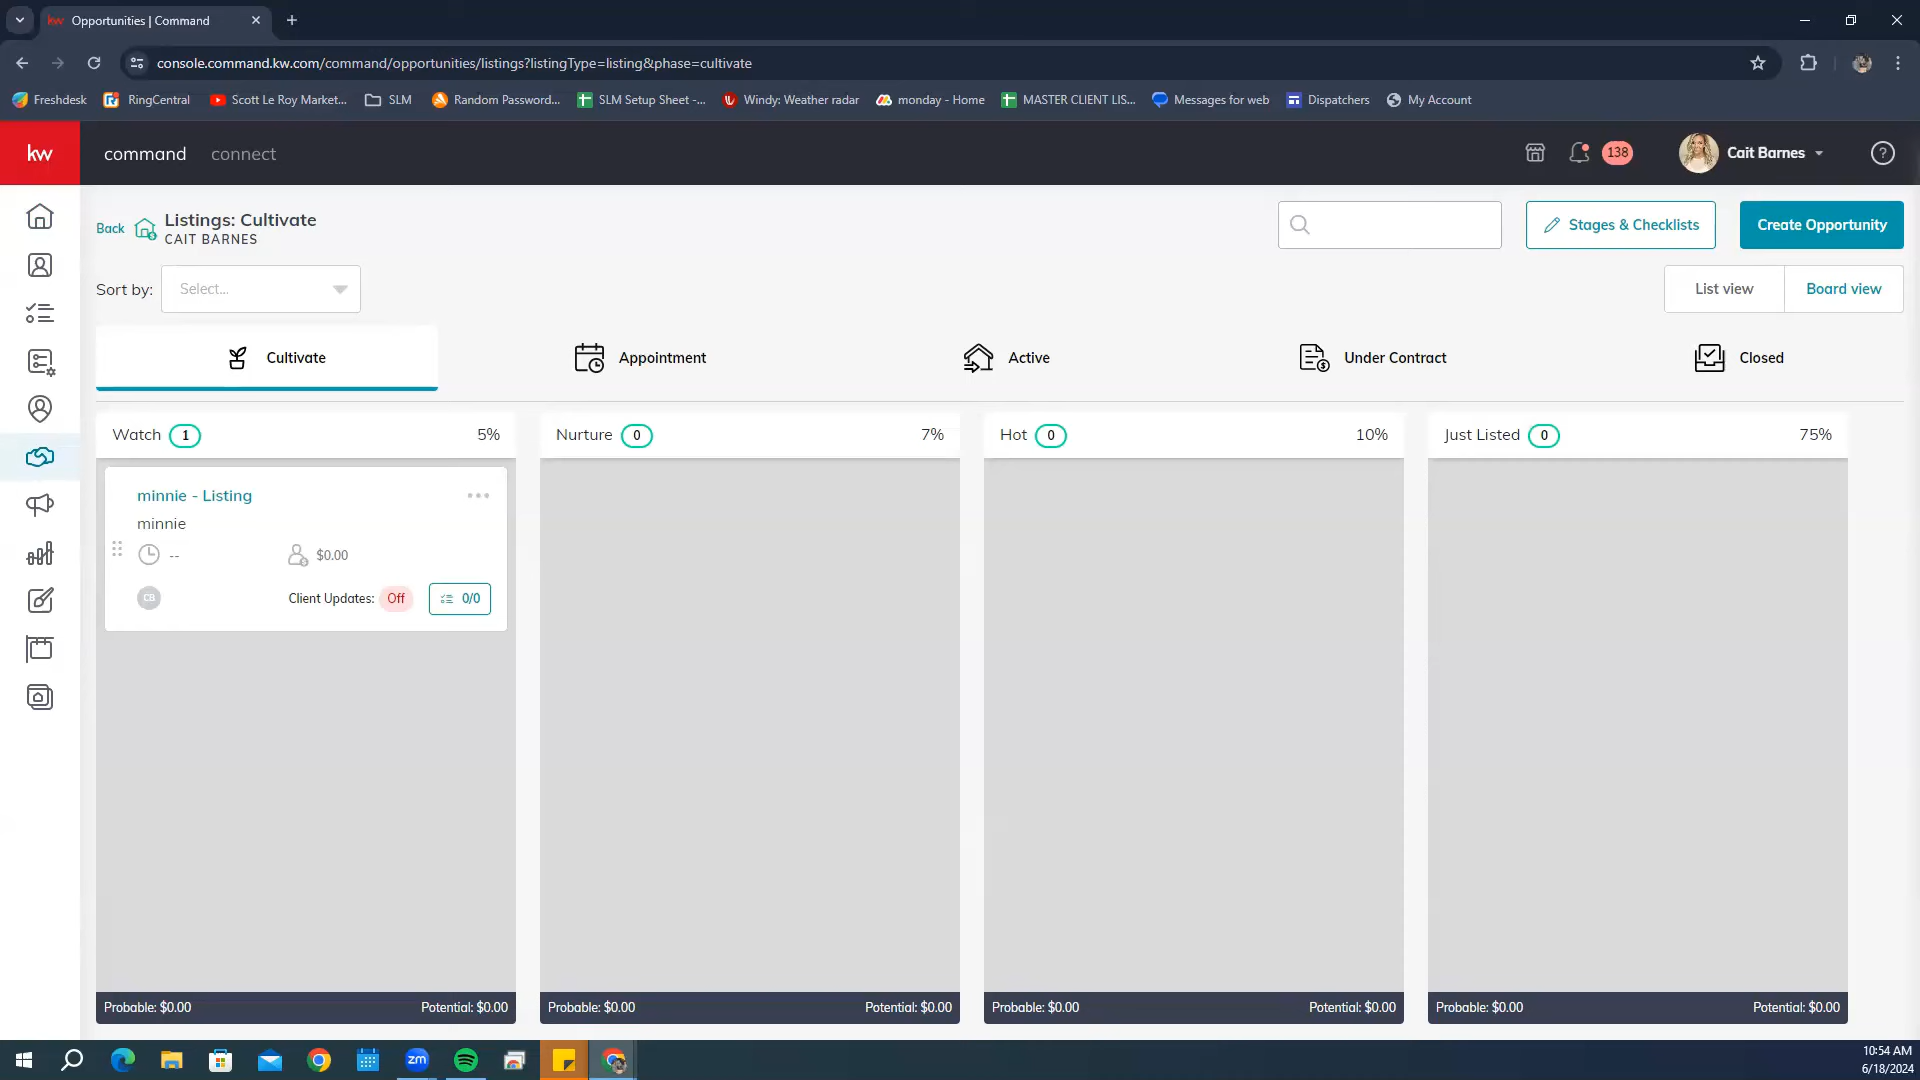 kw Opportunities | Command
console.command.kw.com/command/opportunities/listings?listingType=listing&phase=cultivate
Freshdesk RingCentral Scott Le Roy Market... SLM Random Password... SLM Setup Sheet -... Windy: Weather radar monday - Home MASTER CLIENT LIS... Messages for web Dispatchers My Account
kw command connect 138 Cait Barnes ?
Back Listings: Cultivate
CAIT BARNES
Stages & Checklists Create Opportunity
Sort by: Select... List view Board view
Cultivate Appointment Active Under Contract Closed
Watch 1 5% Nurture 0 7% Hot 0 10% Just Listed 0 75%
minnie - Listing
minnie
-- $0.00
CB Client Updates: Off 0/0
Probable: $0.00 Potential: $0.00 Probable: $0.00 Potential: $0.00 Probable: $0.00 Potential: $0.00 Probable: $0.00 Potential: $0.00
zm
10:54 AM
6/18/2024